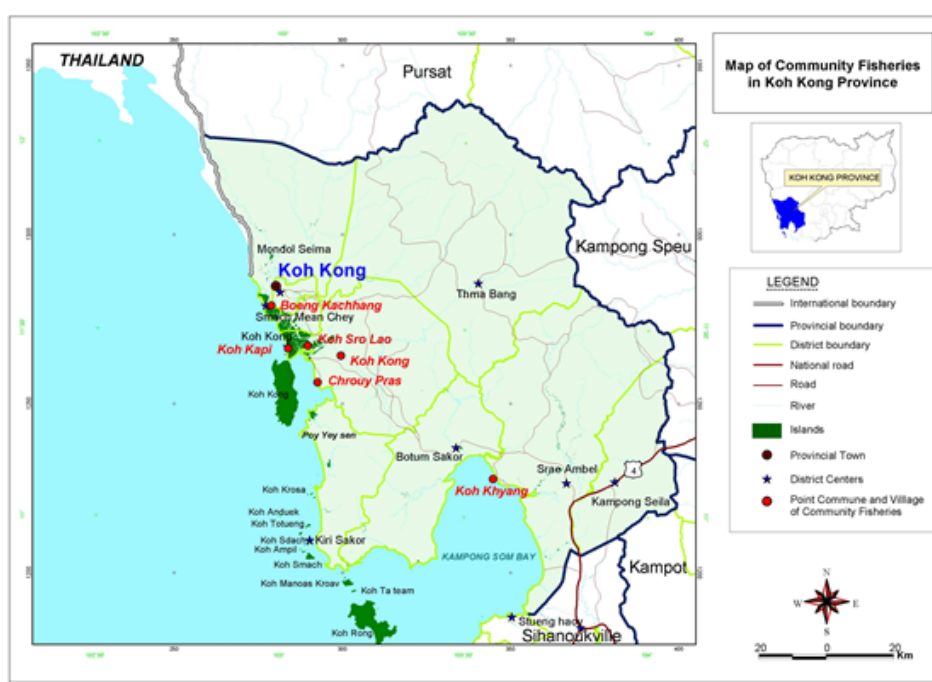 THAILAND
Pursat
Map of Community Fisheries
in Koh Kong Province
KOH KONG PROVINCE
Kampong Speu
Mondol Seima
Koh Kong
Thma Bang
Boeng Kachhang
Smach Mean Chey
Koh Kong
Koh Sro Lao
Koh Kapi
Koh Kong
Chrouy Pras
Koh Kong
Poy Yey sen
Botum Sakor
Srae Ambel
4
Koh Khyang
Kampong Seila
Koh Krosa
Koh Anduek
Koh Totueng
Koh Sdach
Kiri Sakor
Koh Ampil
Koh Smach
KAMPONG SOM BAY
Kampot
Koh Manoas Kroav
Koh Ta team
Stueng haov
Koh Rong
Sihanoukville
LEGEND
International boundary
Provincial boundary
District boundary
National road
Road
River
Islands
Provincial Town
District Centers
Point Commune and Village
of Community Fisheries
N
W E
S
20 0 20
Km